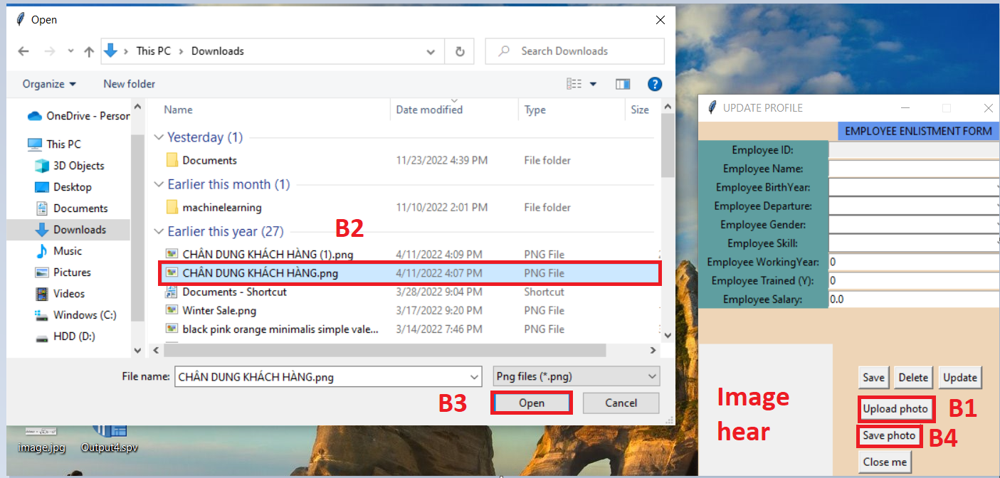 Open
This PC > Downloads
Search Downloads
Organize
New folder
OneDrive - Person
This PC
3D Objects
Desktop
Documents
Downloads
Music
Pictures
Videos
Windows (C:)
HDD (D:)
Name Date modified Type Size
Yesterday (1)
Documents 11/23/2022 4:39 PM File folder
Earlier this month (1)
machinelearning 11/10/2022 2:01 PM File folder
Earlier this year (27)
B2
CHÂN DUNG KHÁCH HÀNG (1).png 4/11/2022 4:09 PM PNG File
CHÂN DUNG KHÁCH HÀNG.png 4/11/2022 4:07 PM PNG File
Documents - Shortcut 3/28/2022 9:04 PM Shortcut
Winter Sale.png 3/17/2022 9:20 PM PNG File
black pink orange minimalis simple vale... 3/14/2022 7:46 PM PNG File
File name: CHÂN DUNG KHÁCH HÀNG.png
Png files (*.png)
B3
Open
Cancel
image.jpg
Output4.spv
UPDATE PROFILE
EMPLOYEE ENLISTMENT FORM
Employee ID:
Employee Name:
Employee BirthYear:
Employee Departure:
Employee Gender:
Employee Skill:
Employee WorkingYear: 0
Employee Trained (Y): 0
Employee Salary: 0.0
Image
hear
Save
Delete
Update
Upload photo
B1
Save photo
B4
Close me